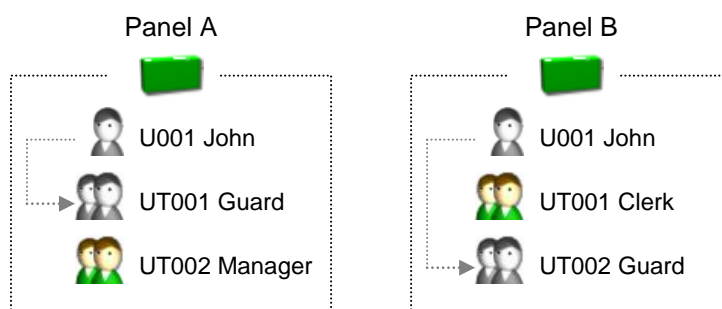 Panel A
U001 John
UT001 Guard
UT002 Manager
Panel B
U001 John
UT001 Clerk
UT002 Guard